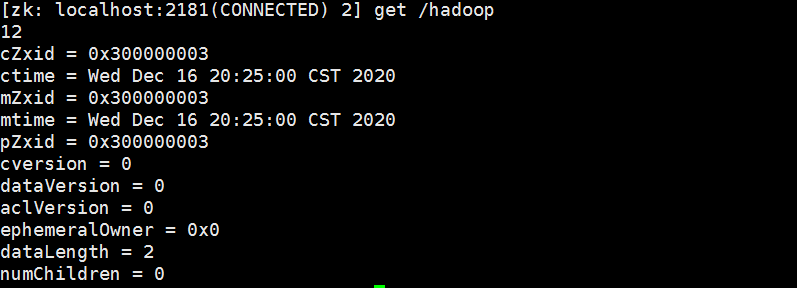 [zk: localhost:2181(CONNECTED) 2] get /hadoop
12
cZxid = 0x300000003
ctime = Wed Dec 16 20:25:00 CST 2020
mZxid = 0x300000003
mtime = Wed Dec 16 20:25:00 CST 2020
pZxid = 0x300000003
cversion = 0
dataVersion = 0
aclVersion = 0
ephemeralOwner = 0x0
dataLength = 2
numChildren = 0